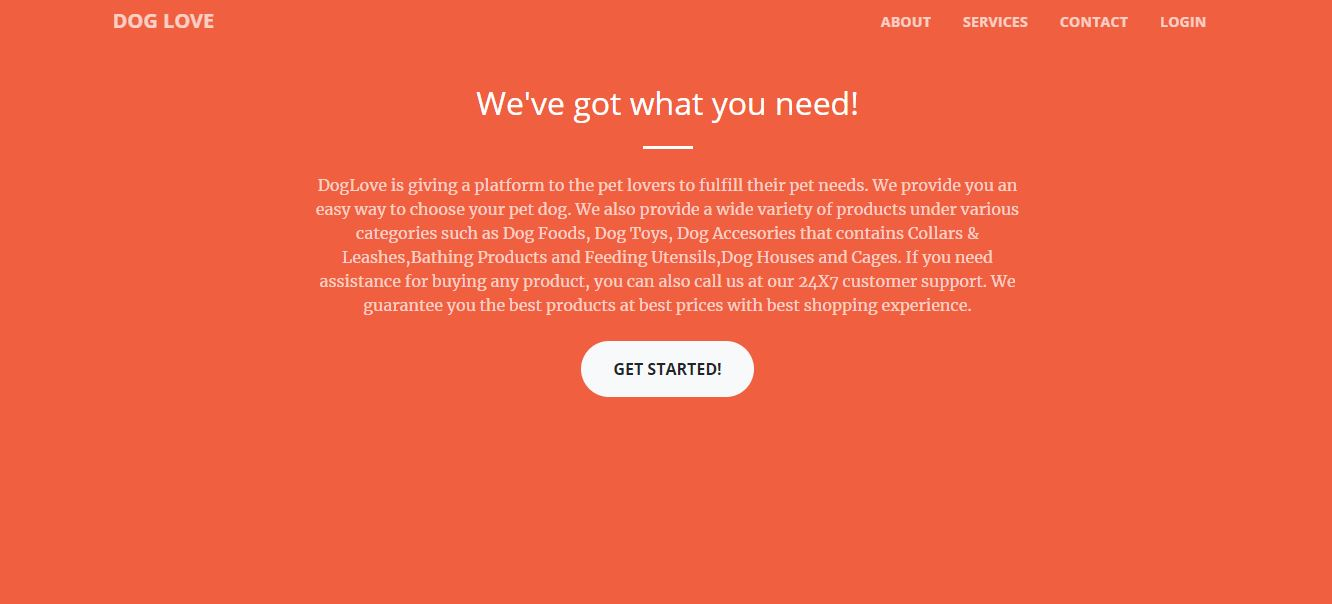 DOG LOVE
ABOUT SERVICES CONTACT LOGIN
We've got what you need!
DogLove is giving a platform to the pet lovers to fulfill their pet needs. We provide you an
easy way to choose your pet dog. We also provide a wide variety of products under various
categories such as Dog Foods, Dog Toys, Dog Accesories that contains Collars &
Leashes,Bathing Products and Feeding Utensils,Dog Houses and Cages. If you need
assistance for buying any product, you can also call us at our 24X7 customer support. We
guarantee you the best products at best prices with best shopping experience.
GET STARTED!